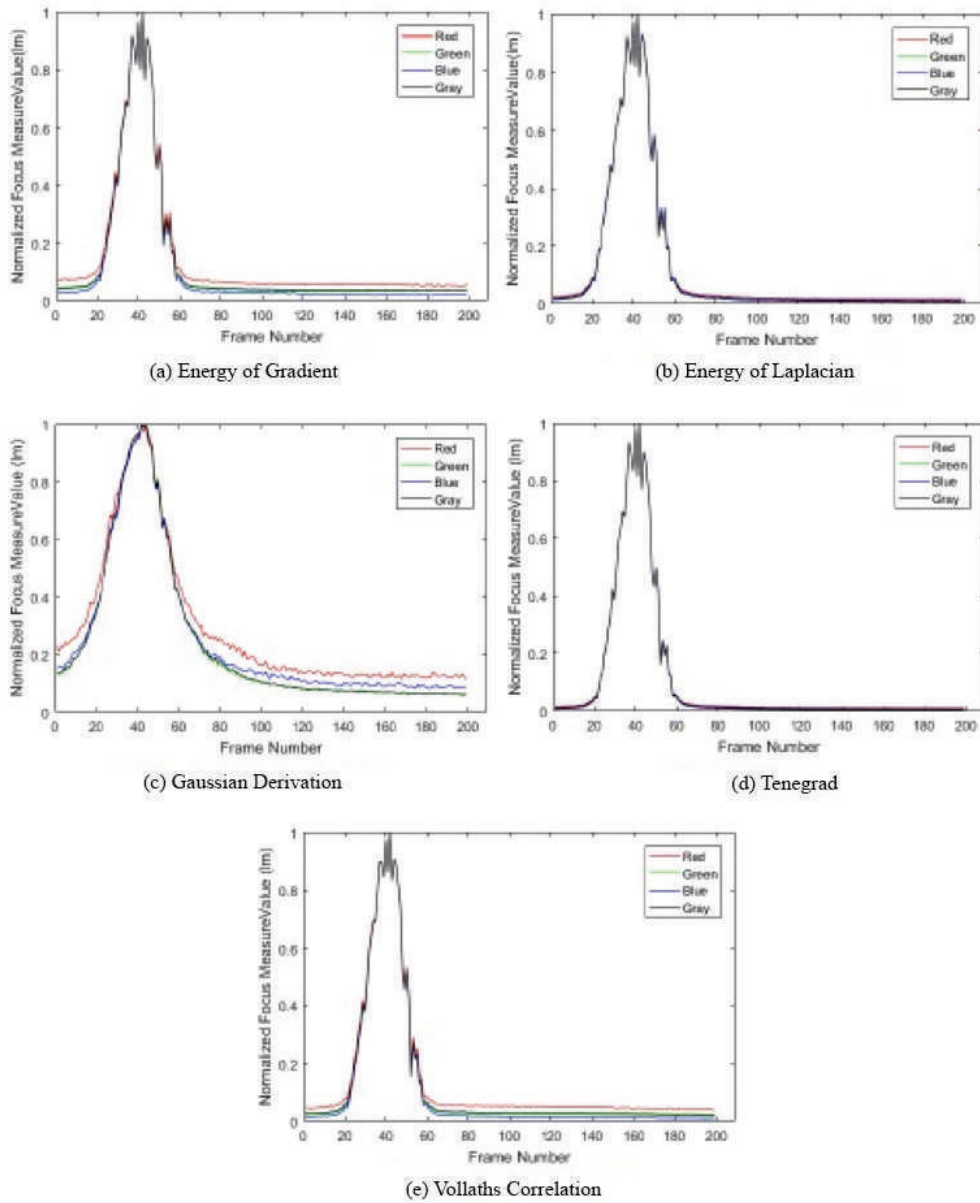 Normalized Focus MeasureValue(Im)
1
0.8
0.6
0.4
0.2
0
Red
Green
Blue
Gray
0 20 40 60 80 100 120 140 160 180 200
Frame Number
(a) Energy of Gradient
Normalized Focus MeasureValue (Im)
1
0.8
0.6
0.4
0.2
0
Red
Green
Blue
Gray
0 20 40 60 80 100 120 140 160 180 200
Frame Number
(b) Energy of Laplacian
Normalized Focus MeasureValue (Im)
1
0.8
0.6
0.4
0.2
0
Red
Green
Blue
Gray
0 20 40 60 80 100 120 140 160 180 200
Frame Number
(c) Gaussian Derivation
Normalized Focus MeasureValue (Im)
1
0.8
0.6
0.4
0.2
0
Red
Green
Blue
Gray
0 20 40 60 80 100 120 140 160 180 200
Frame Number
(d) Tenegrad
Normalized Focus MeasureValue (Im)
1
0.8
0.6
0.4
0.2
0
Red
Green
Blue
Gray
0 20 40 60 80 100 120 140 160 180 200
Frame Number
(e) Vollaths Correlation